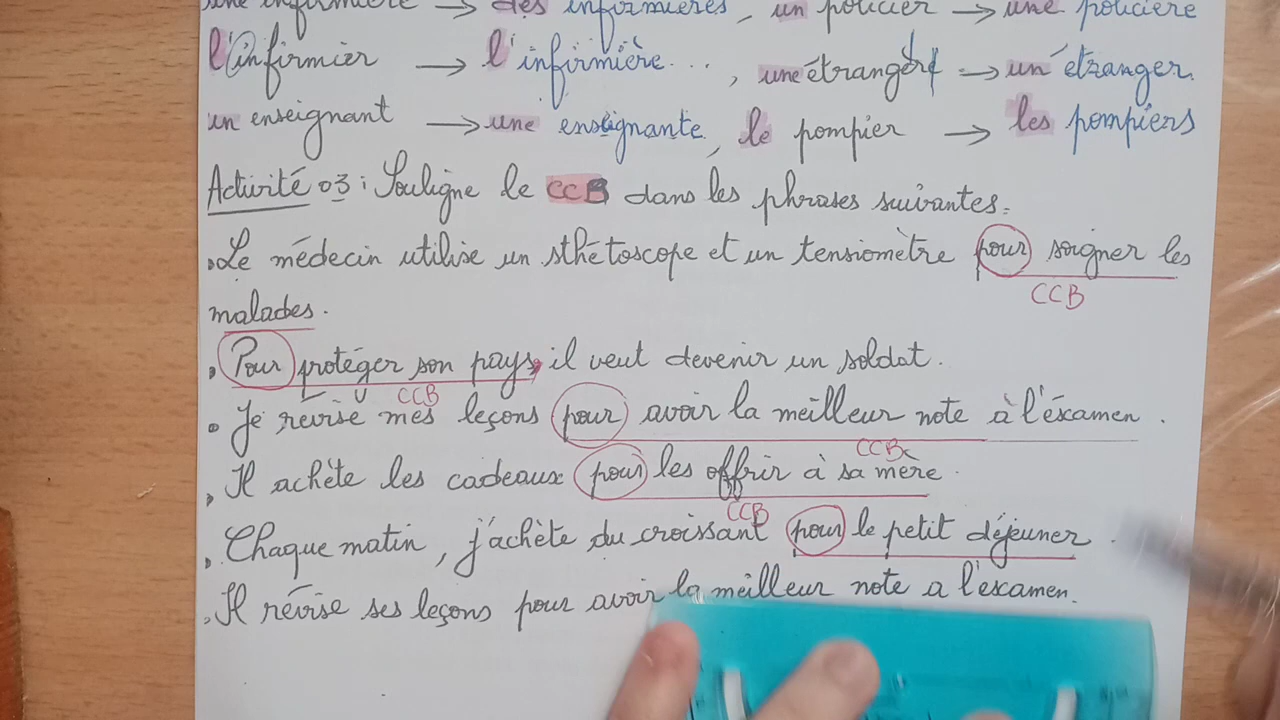 une infirmière → des infirmières, un policier → une policière
l'infirmier → l'infirmière..., une étrangère → un étranger.
un enseignant → une enseignante, le pompier → les pompiers
Activité 03 : Souligne le CCB dans les phrases suivantes.
Le médecin utilise un sthétoscope et un tensiomètre pour soigner les
CCB
malades.
Pour protéger son pays, il veut devenir un soldat.
CCB
Je révise mes leçons pour avoir la meilleur note à l'éxamen.
CCB
Il achète les cadeaux pour les offrir à sa mère.
CCB
Chaque matin, j'achète du croissant pour le petit déjeuner.
Il révise ses leçons pour avoir la meilleur note a l'éxamen.